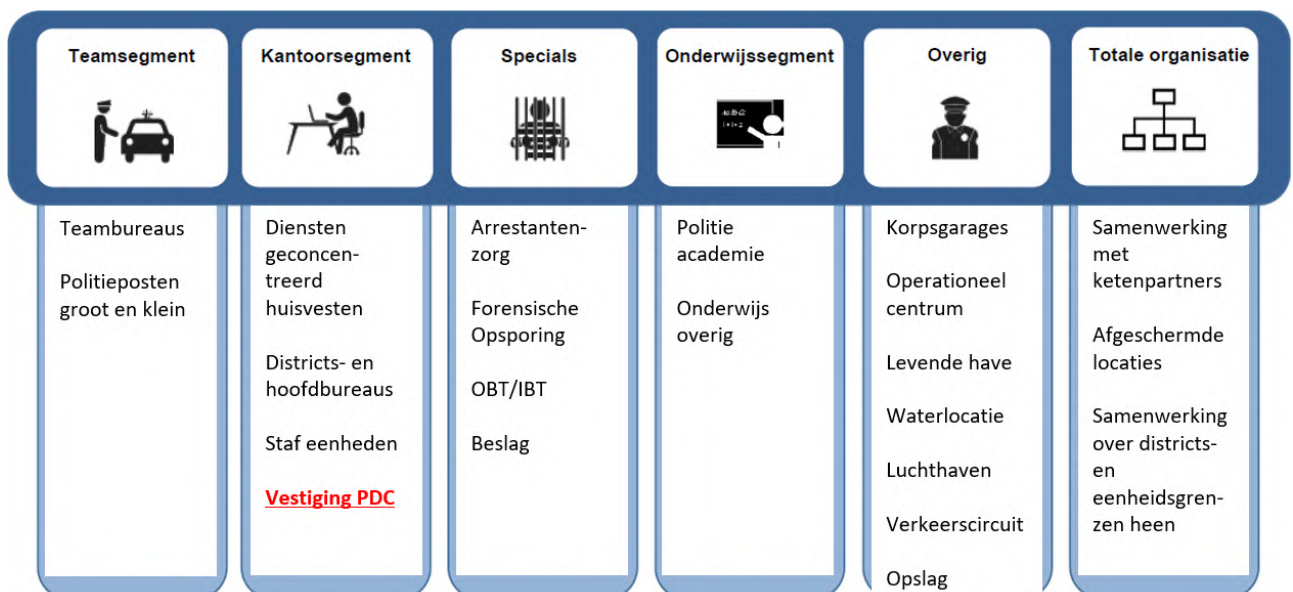 Teamsegment
Kantoorsegment
Specials
Onderwijssegment
Overig
Totale organisatie
Teambureaus
Politieposten
groot en klein
Diensten
geconcen-
treerd
huisvesten
Districts- en
hoofdbureaus
Staf eenheden
Vestiging PDC
Arrestanten-
zorg
Forensische
Opsporing
OBT/IBT
Beslag
Politie
academie
Onderwijs
overig
Korpsgarages
Operationeel
centrum
Levende have
Waterlocatie
Luchthaven
Verkeerscircuit
Opslag
Samenwerking
met
ketenpartners
Afgeschermde
locaties
Samenwerking
over districts-
en
eenheidsgren-
zen heen